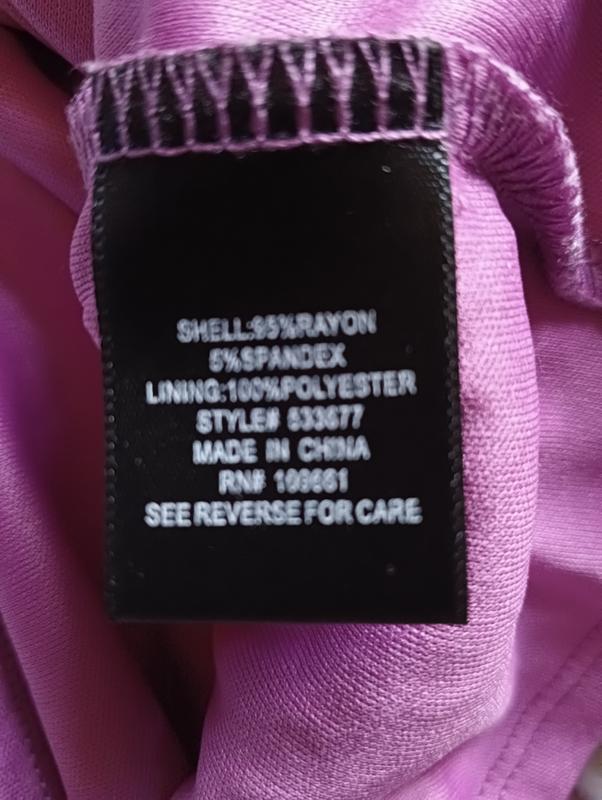 SHELL:95%RAYON
5%SPANDEX
LINING:100%POLYESTER
STYLE#
MADE IN CHINA
RN#
SEE REVERSE FOR CARE